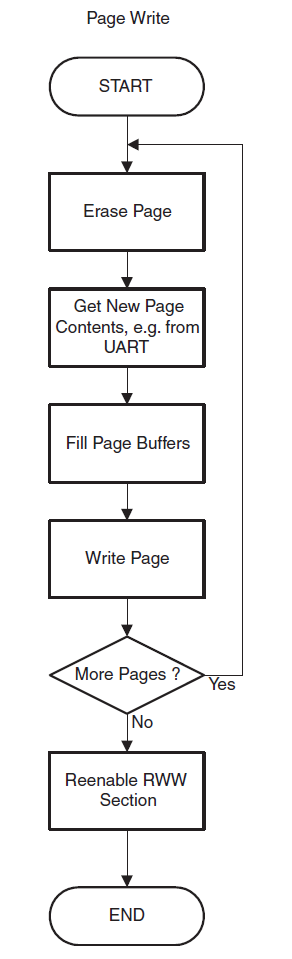 Page Write
START
Erase Page
Get New Page
Contents, e.g. from
UART
Fill Page Buffers
Write Page
More Pages ?
Yes
No
Reenable RWW
Section
END